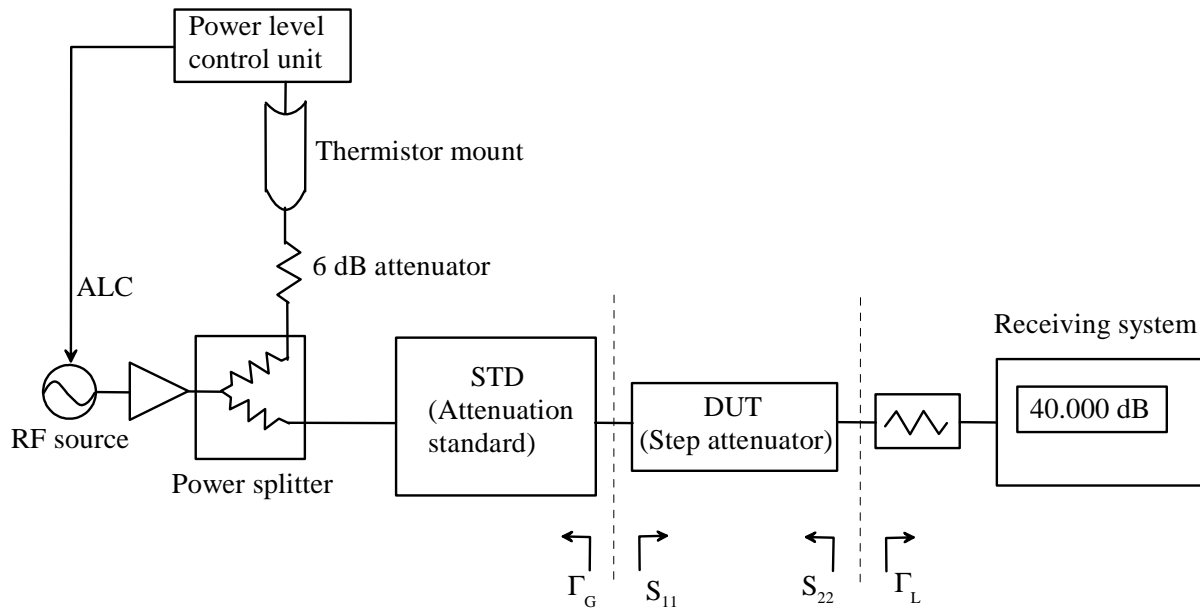 Power level
control unit
Thermistor mount
6 dB attenuator
ALC
Receiving system
STD
(Attenuation
standard)
DUT
(Step attenuator)
40.000 dB
RF source
Power splitter
Γ_G
S_11
S_22
Γ_L